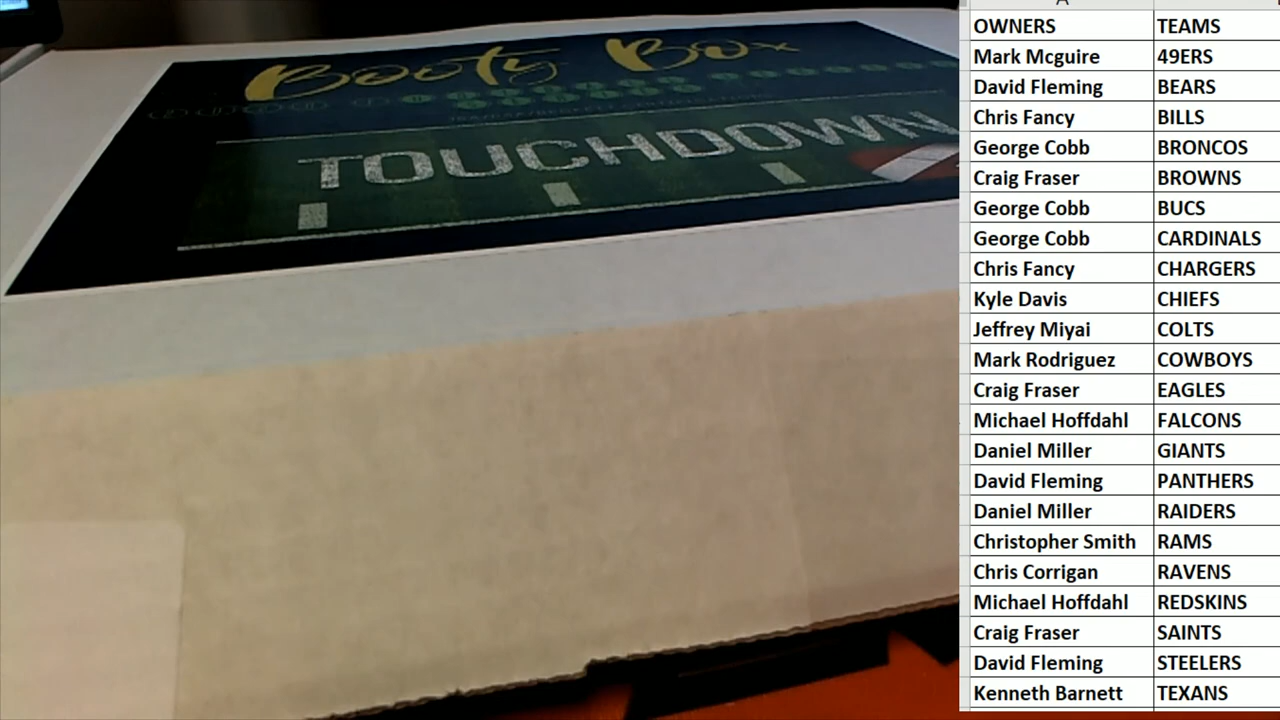 Booty Box
TOUCHDOWN
A
OWNERS TEAMS
Mark Mcguire 49ERS
David Fleming BEARS
Chris Fancy BILLS
George Cobb BRONCOS
Craig Fraser BROWNS
George Cobb BUCS
George Cobb CARDINALS
Chris Fancy CHARGERS
Kyle Davis CHIEFS
Jeffrey Miyai COLTS
Mark Rodriguez COWBOYS
Craig Fraser EAGLES
Michael Hoffdahl FALCONS
Daniel Miller GIANTS
David Fleming PANTHERS
Daniel Miller RAIDERS
Christopher Smith RAMS
Chris Corrigan RAVENS
Michael Hoffdahl REDSKINS
Craig Fraser SAINTS
David Fleming STEELERS
Kenneth Barnett TEXANS